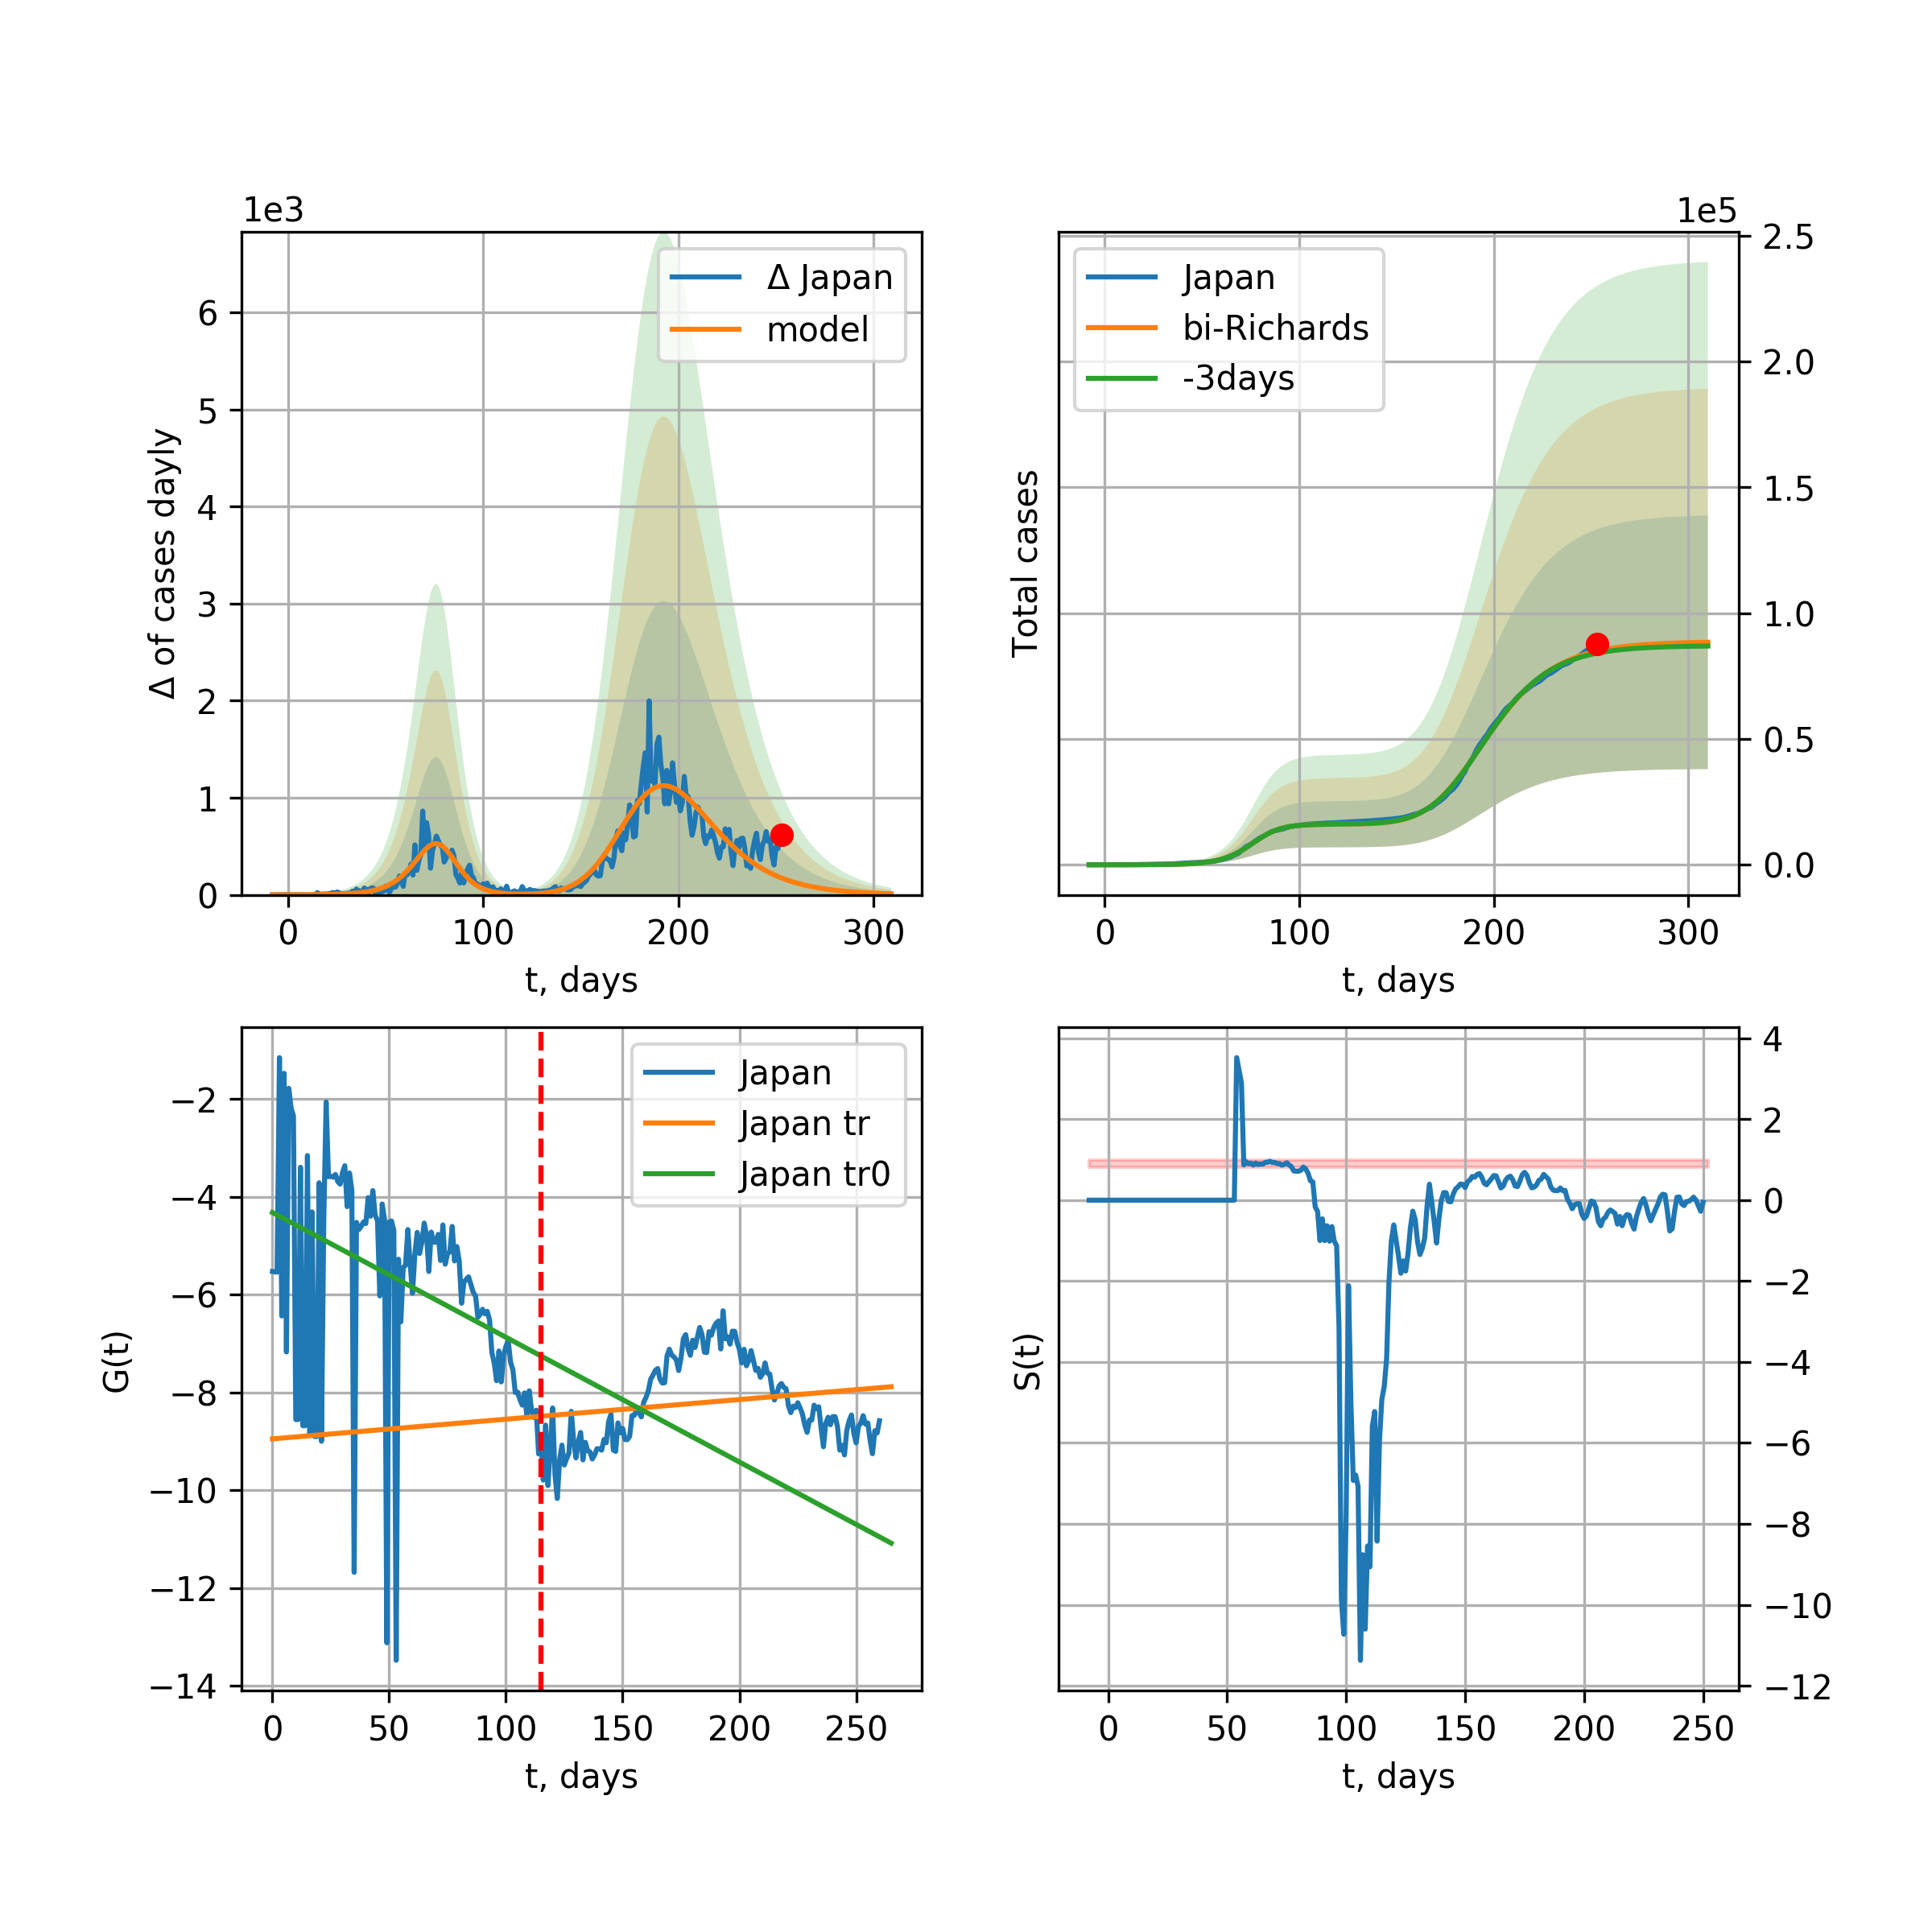 1e3
Δ of cases dayly
6
5
4
3
2
1
0
0 100 200 300
t, days
Δ Japan
model
1e5
Total cases
2.5
2.0
1.5
1.0
0.5
0.0
0 100 200 300
t, days
Japan
bi-Richards
-3days
G(t)
−2
−4
−6
−8
−10
−12
−14
0 50 100 150 200 250
t, days
Japan
Japan tr
Japan tr0
S(t)
4
2
0
−2
−4
−6
−8
−10
−12
0 50 100 150 200 250
t, days